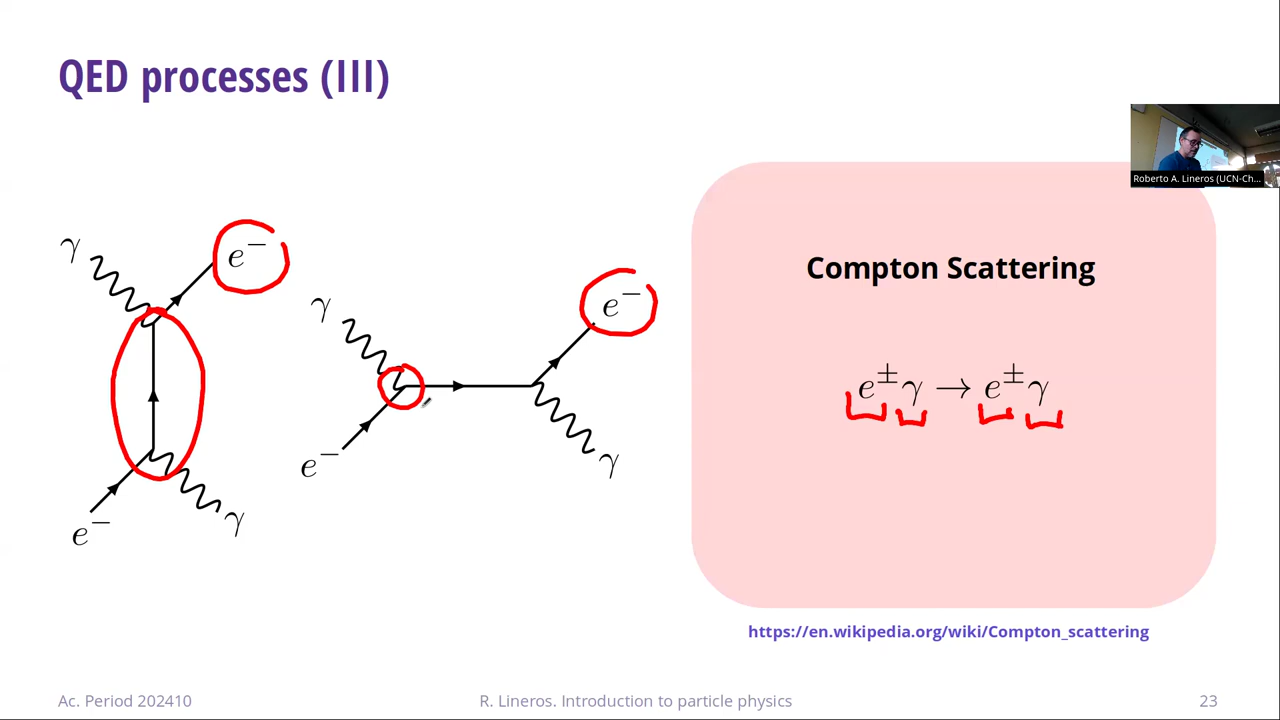 QED processes (III)
Roberto A. Lineros (UCN-Ch...
γ
e⁻
γ
e⁻
e⁻
γ
e⁻
γ
Compton Scattering
e±γ → e±γ
https://en.wikipedia.org/wiki/Compton_scattering
Ac. Period 202410
R. Lineros. Introduction to particle physics
23